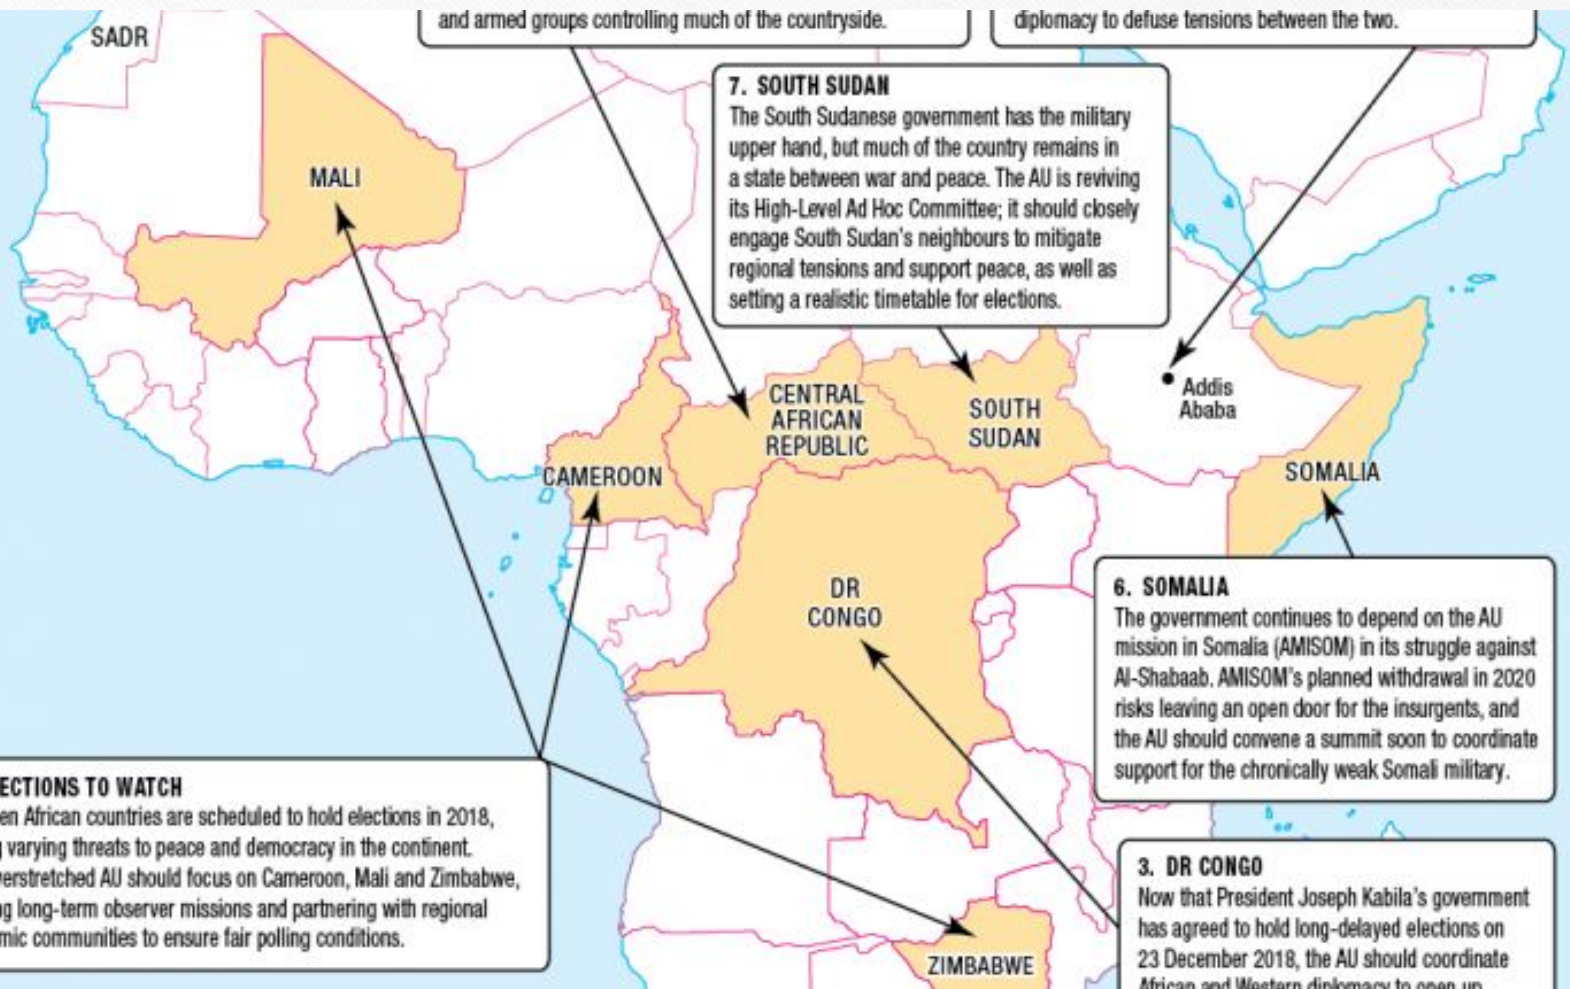 and armed groups controlling much of the countryside.
diplomacy to defuse tensions between the two.
SADR
7. SOUTH SUDAN
The South Sudanese government has the military
upper hand, but much of the country remains in
a state between war and peace. The AU is reviving
its High-Level Ad Hoc Committee; it should closely
engage South Sudan's neighbours to mitigate
regional tensions and support peace, as well as
setting a realistic timetable for elections.
MALI
Addis
Ababa
CENTRAL
AFRICAN
REPUBLIC
SOUTH
SUDAN
CAMEROON
SOMALIA
DR
CONGO
6. SOMALIA
The government continues to depend on the AU
mission in Somalia (AMISOM) in its struggle against
Al-Shabaab. AMISOM's planned withdrawal in 2020
risks leaving an open door for the insurgents, and
the AU should convene a summit soon to coordinate
support for the chronically weak Somali military.
ECTIONS TO WATCH
en African countries are scheduled to hold elections in 2018,
g varying threats to peace and democracy in the continent.
verstretched AU should focus on Cameroon, Mali and Zimbabwe,
ng long-term observer missions and partnering with regional
mic communities to ensure fair polling conditions.
3. DR CONGO
Now that President Joseph Kabila's government
has agreed to hold long-delayed elections on
23 December 2018, the AU should coordinate
African and Western diplomacy to open up
ZIMBABWE